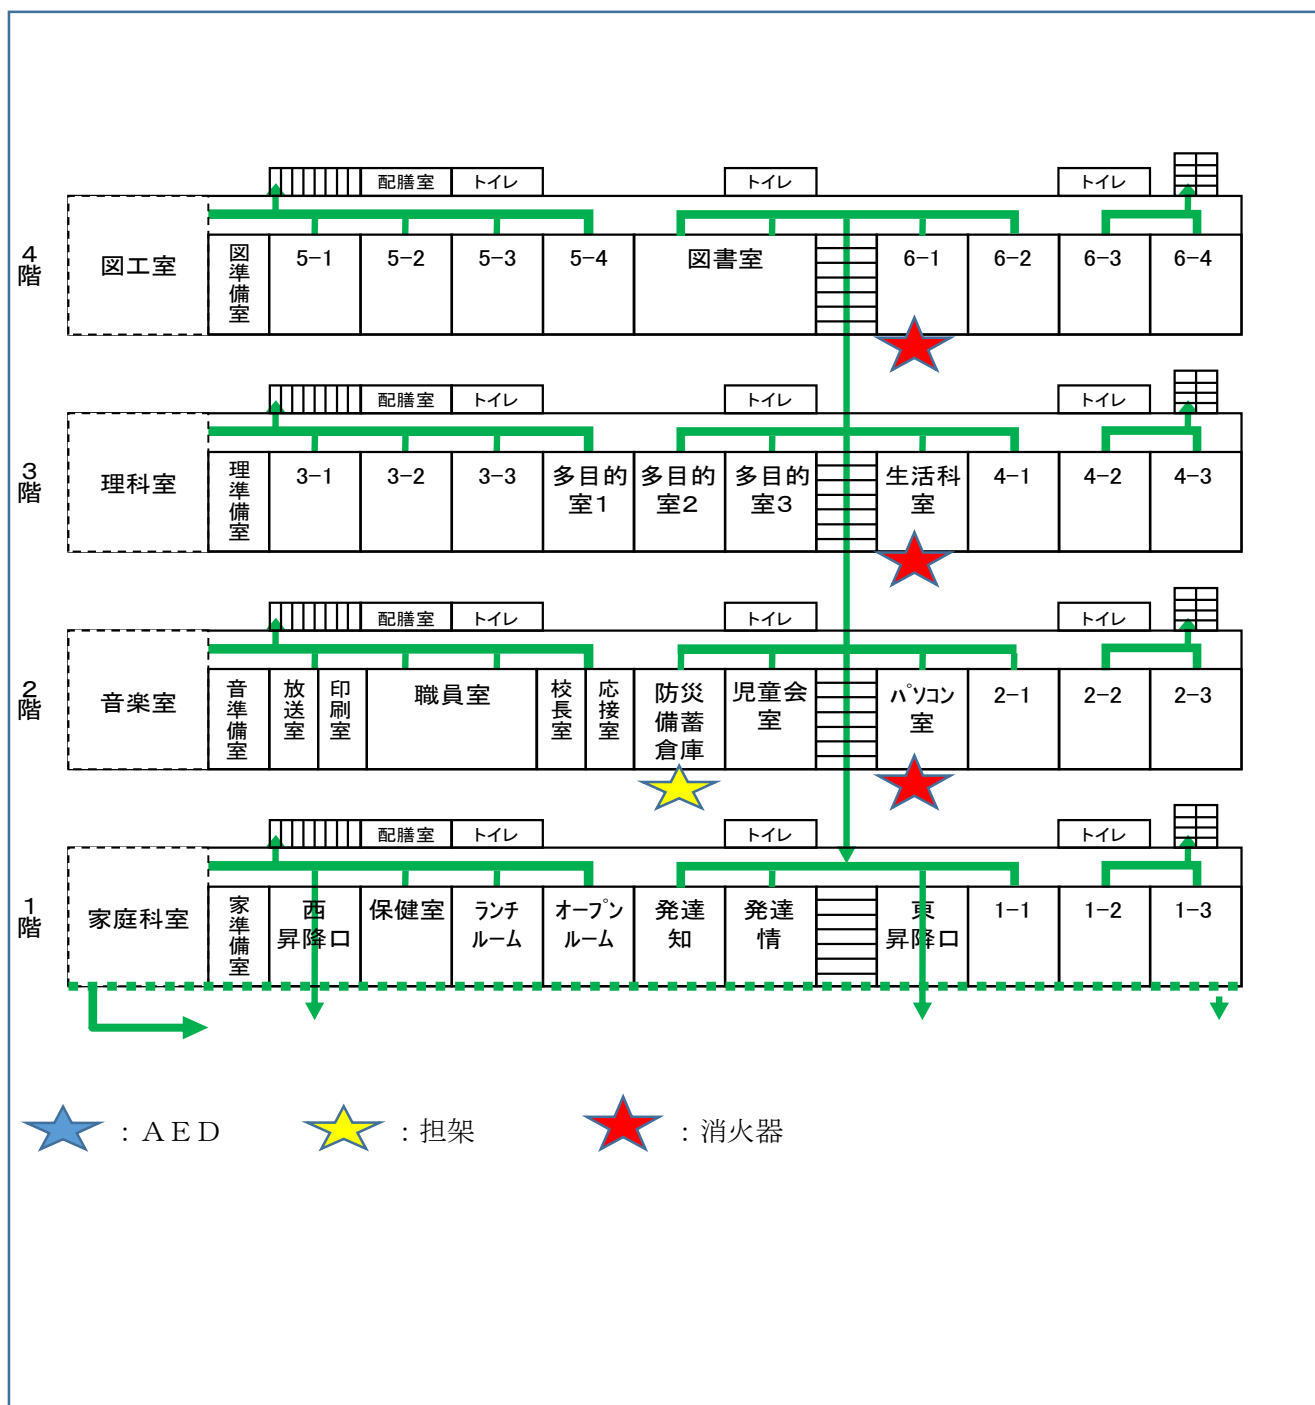 配膳室 トイレ トイレ トイレ
4階
図工室 図準備室 5-1 5-2 5-3 5-4 図書室 6-1 6-2 6-3 6-4
配膳室 トイレ トイレ トイレ
3階
理科室 理準備室 3-1 3-2 3-3 多目的 多目的 多目的 生活科 4-1 4-2 4-3
室1 室2 室3 室
配膳室 トイレ トイレ トイレ
2階
音楽室 音準備室 放送室 印刷室 職員室 校長室 応接室 防災 児童会 パソコン 2-1 2-2 2-3
備蓄 室 室
倉庫
配膳室 トイレ トイレ トイレ
1階
家庭科室 家準備室 西 保健室 ランチ オープン 発達 発達 東 1-1 1-2 1-3
昇降口 ルーム ルーム 知 情 昇降口
：ＡＥＤ ：担架 ：消火器